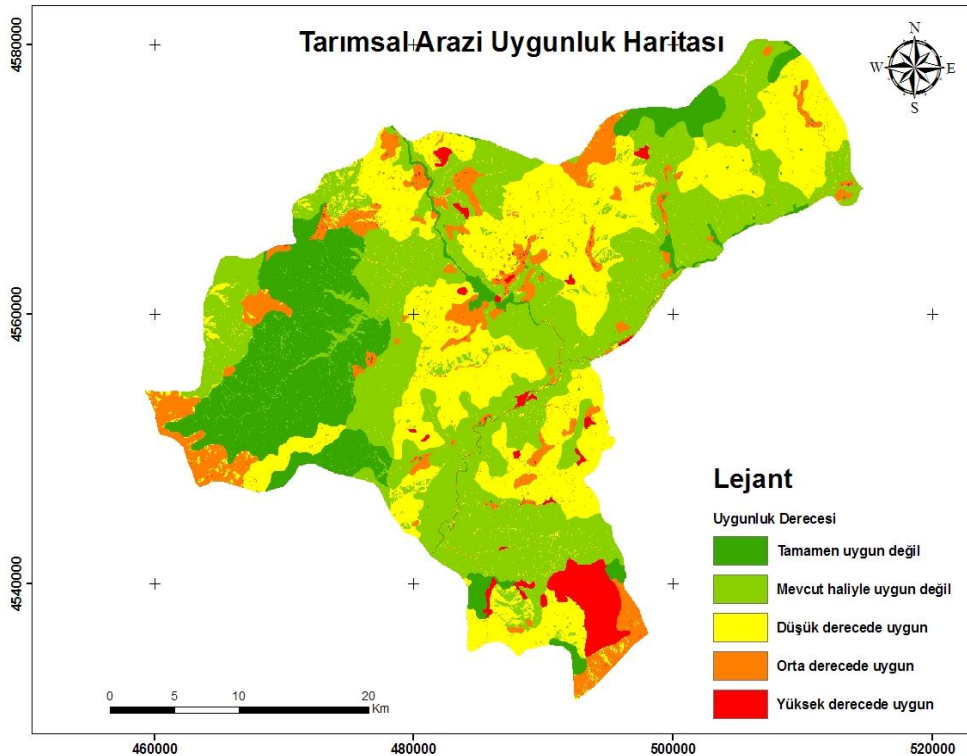 Tarımsal Arazi Uygunluk Haritası
N
W E
S
4580000
4560000
4540000
460000 480000 500000 520000
0 5 10 20
Km
Lejant
Uygunluk Derecesi
Tamamen uygun değil
Mevcut haliyle uygun değil
Düşük derecede uygun
Orta derecede uygun
Yüksek derecede uygun